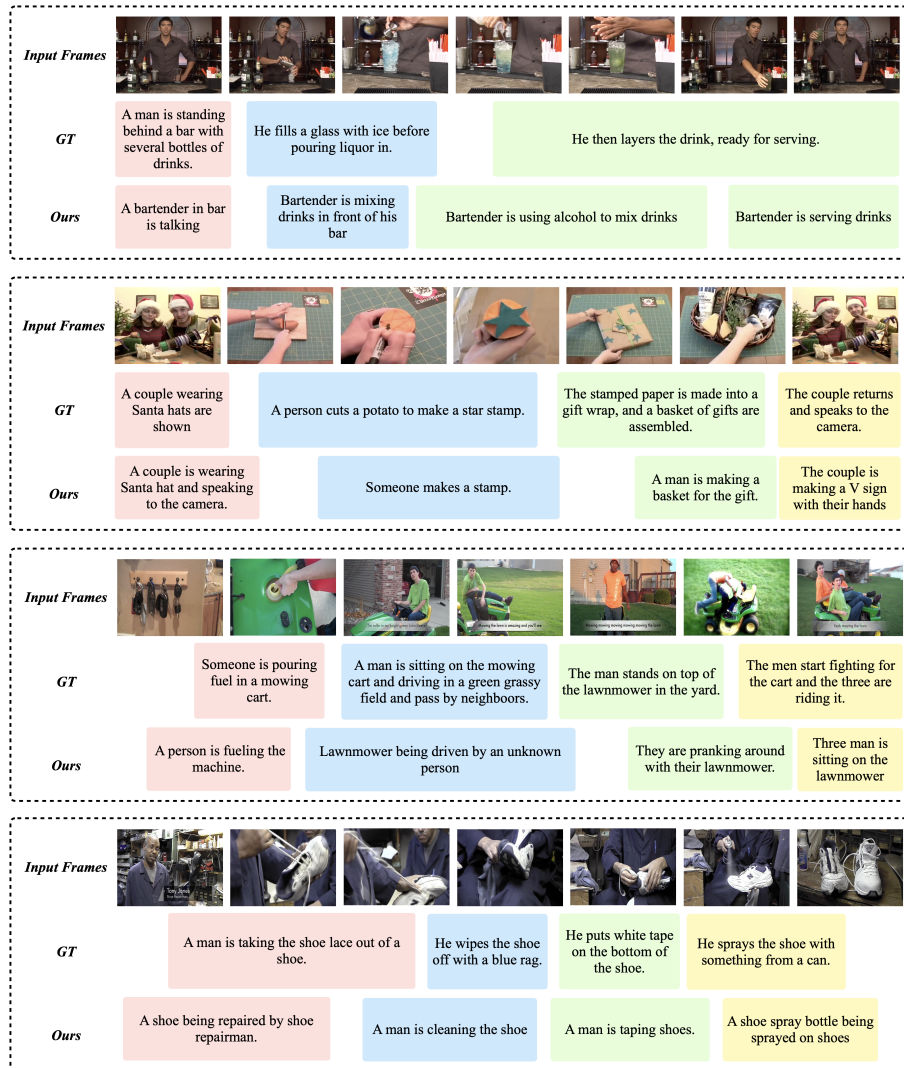 Input Frames
GT
A man is standing
behind a bar with
several bottles of
drinks.
He fills a glass with ice before
pouring liquor in.
He then layers the drink, ready for serving.
Ours
A bartender in bar
is talking
Bartender is mixing
drinks in front of his
bar
Bartender is using alcohol to mix drinks
Bartender is serving drinks
Input Frames
GT
A couple wearing
Santa hats are
shown
A person cuts a potato to make a star stamp.
The stamped paper is made into a
gift wrap, and a basket of gifts are
assembled.
The couple returns
and speaks to the
camera.
Ours
A couple is wearing
Santa hat and speaking
to the camera.
Someone makes a stamp.
A man is making a
basket for the gift.
The couple is
making a V sign
with their hands
Input Frames
Moving the lawn is amazing and you'll see
GT
Someone is pouring
fuel in a mowing
cart.
A man is sitting on the mowing
cart and driving in a green grassy
field and pass by neighboors.
The man stands on top of
the lawnmower in the yard.
The men start fighting for
the cart and the three are
riding it.
Ours
A person is fueling the
machine.
Lawnmower being driven by an unknown
person
They are pranking around
with their lawnmower.
Three man is
sitting on the
lawnmower
Input Frames
Tony Jones
GT
A man is taking the shoe lace out of a
shoe.
He wipes the shoe
off with a blue rag.
He puts white tape
on the bottom of
the shoe.
He sprays the shoe with
something from a can.
Ours
A shoe being repaired by shoe
repairman.
A man is cleaning the shoe
A man is taping shoes.
A shoe spray bottle being
sprayed on shoes